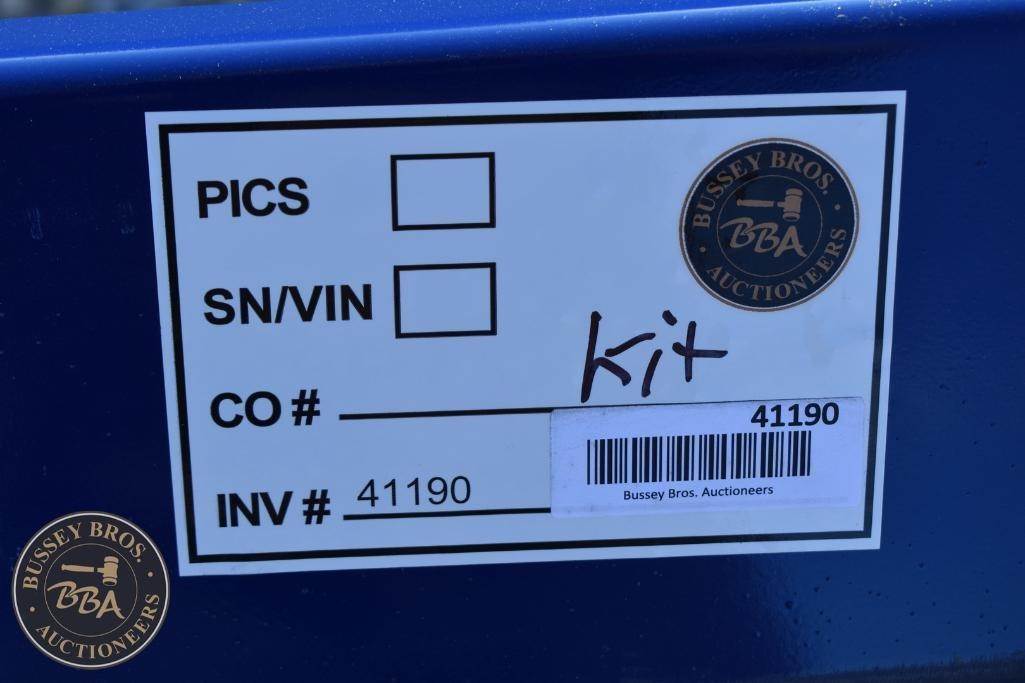 PICS
BUSSEY BROS.
BBA
AUCTIONEERS
SN/VIN
Kit
CO #
41190
INV # 41190
Bussey Bros. Auctioneers
BUSSEY BROS.
BBA
AUCTIONEERS